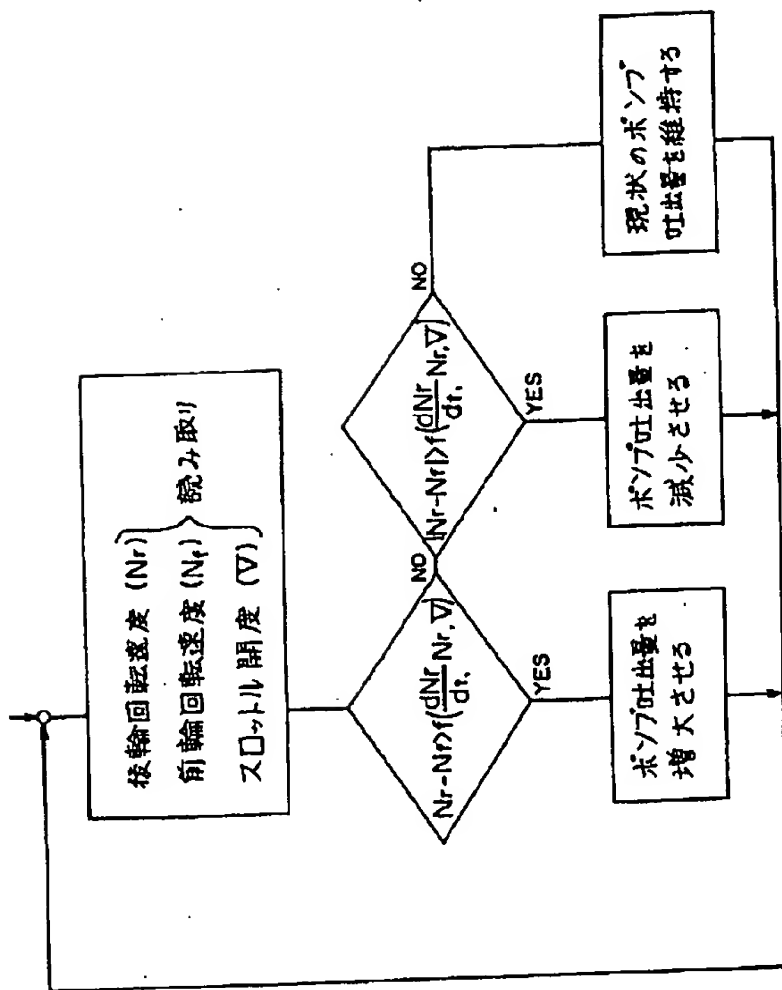 後輪回転速度 (Nr)
前輪回転速度 (Nf)
スロットル開度 (V)
読み取り
Nr-Nf>f(dNr/dt, Nr, V)
NO
YES
|Nr-Nf|>f(dNr/dt, Nr, V)
NO
YES
ポンプ吐出量を
増大させる
ポンプ吐出量を
減少させる
現状のポンプ
吐出量を維持する